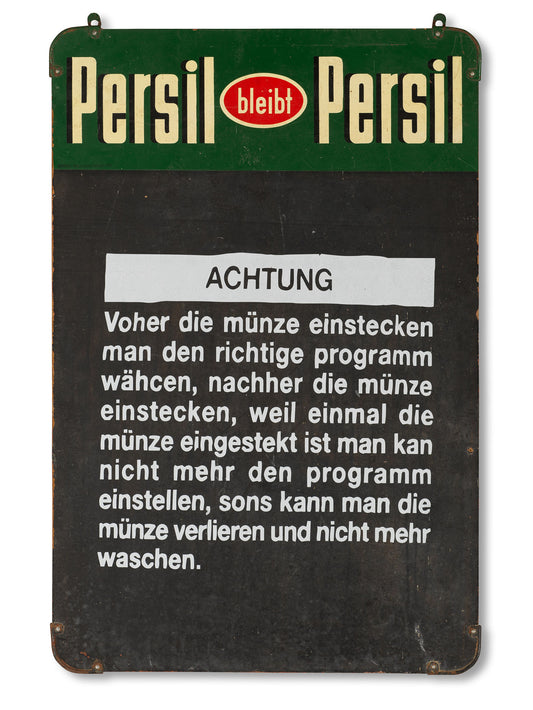 Persil bleibt Persil
ACHTUNG
Voher die münze einstecken
man den richtige programm
wähcen, nachher die münze
einstecken, weil einmal die
münze eingestekt ist man kan
nicht mehr den programm
einstellen, sons kann man die
münze verlieren und nicht mehr
waschen.